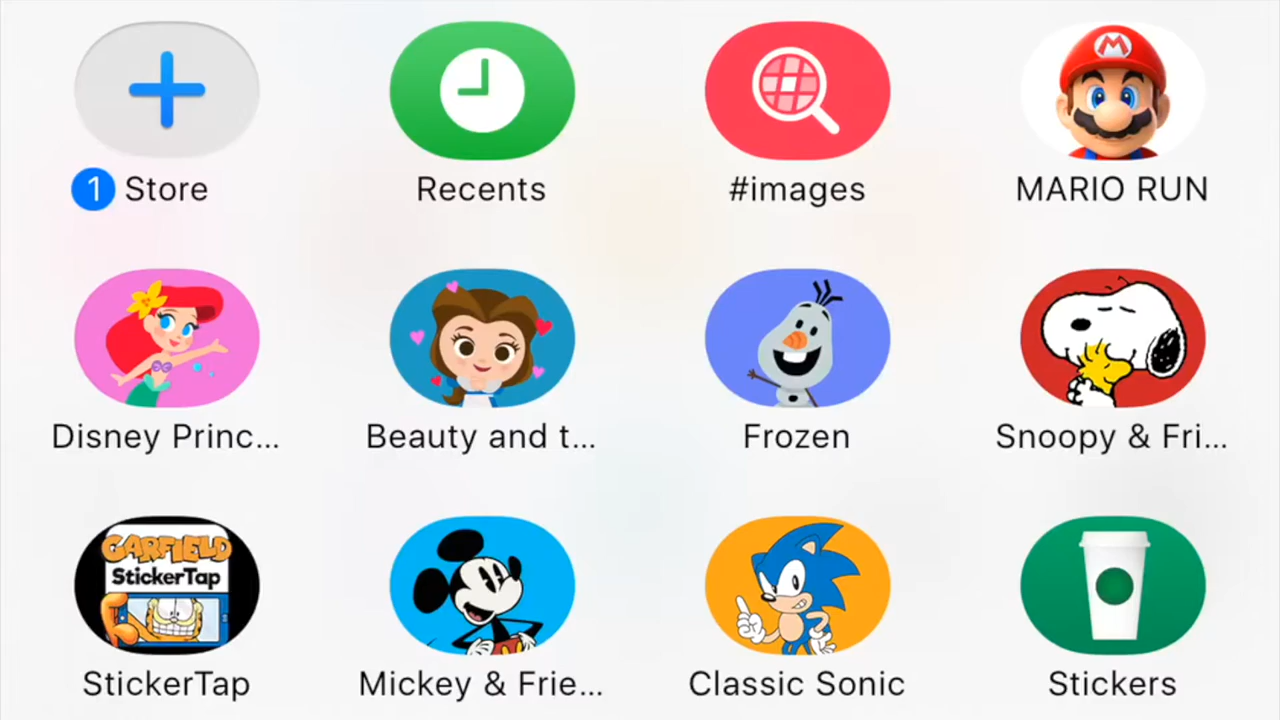 M
1 Store
Recents
#images
MARIO RUN
Disney Princ...
Beauty and t...
Frozen
Snoopy & Fri...
GARFIELD
StickerTap
StickerTap
Mickey & Frie...
Classic Sonic
Stickers